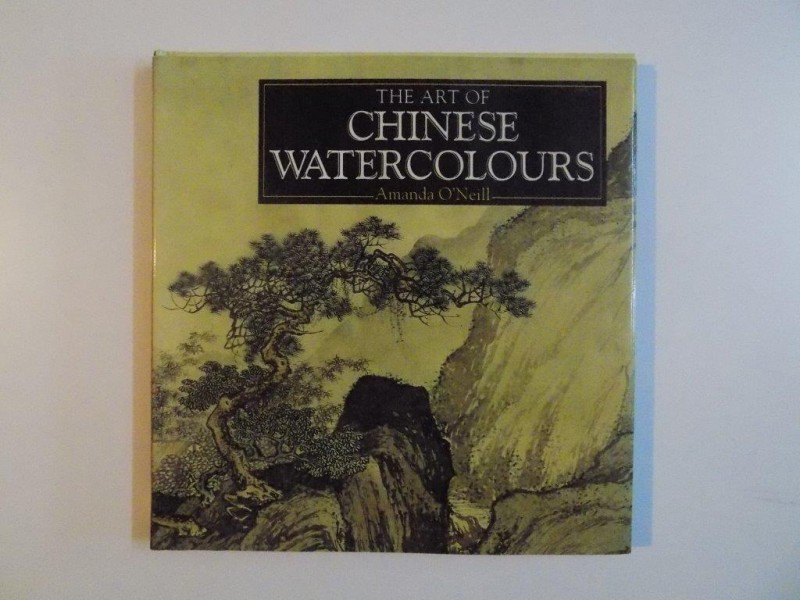 THE ART OF
CHINESE
WATERCOLOURS
Amanda O'Neill